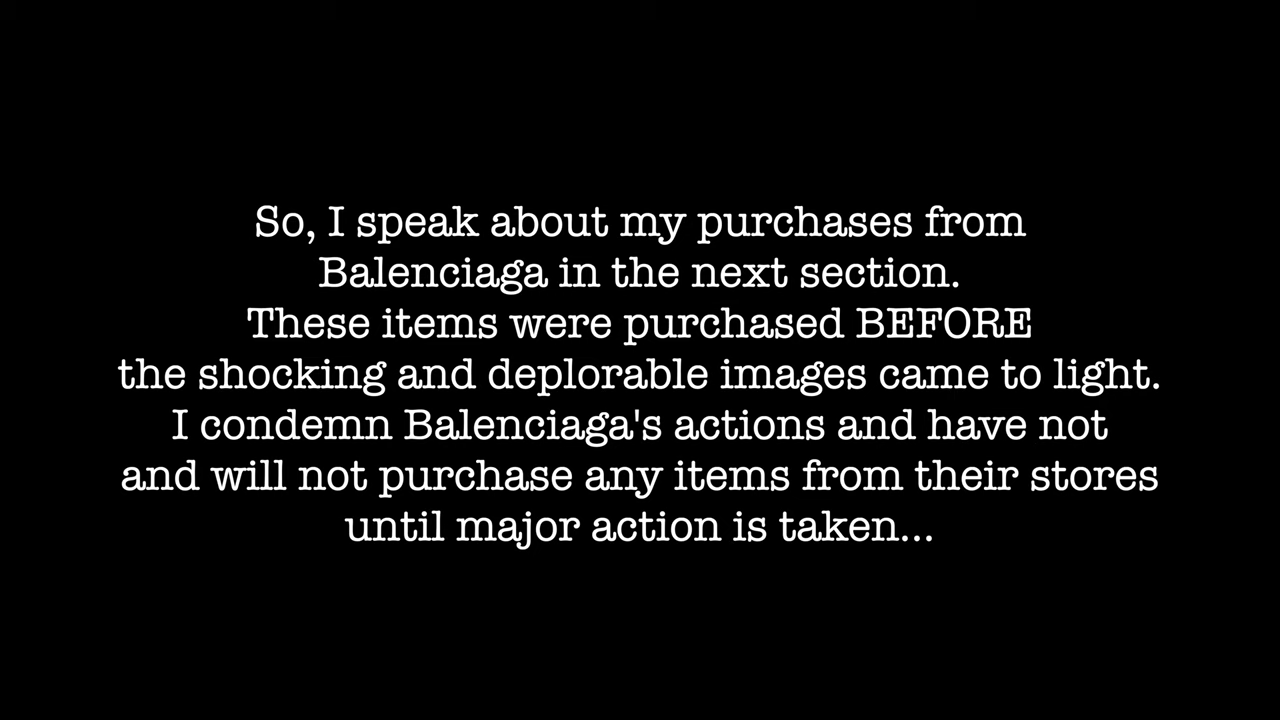 So, I speak about my purchases from
Balenciaga in the next section.
These items were purchased BEFORE
the shocking and deplorable images came to light.
I condemn Balenciaga's actions and have not
and will not purchase any items from their stores
until major action is taken...